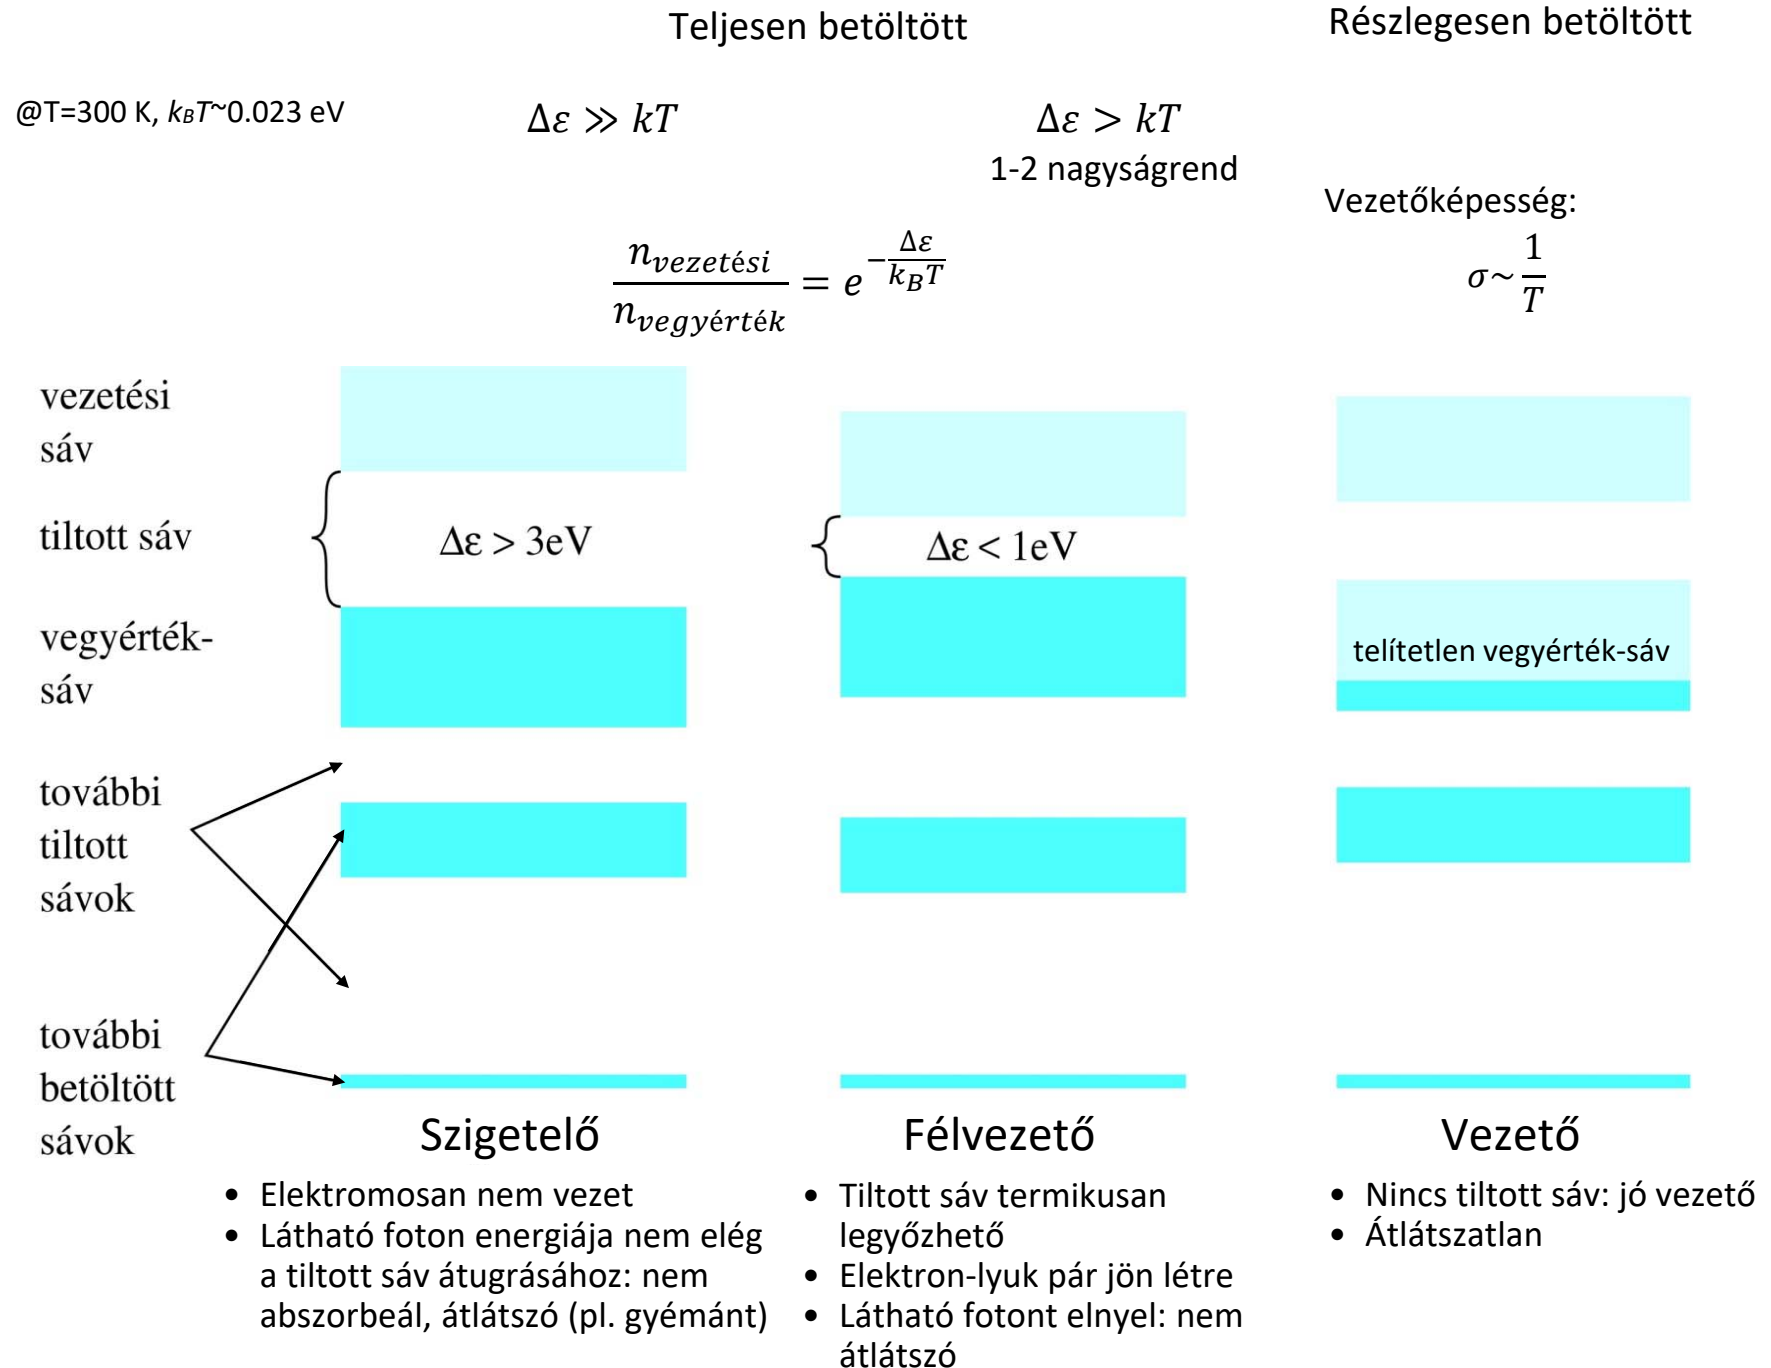 Teljesen betöltött
Részlegesen betöltött
@T=300 K, kBT~0.023 eV
Δε ≫ kT
Δε > kT
1-2 nagyságrend
Vezetőképesség:
n_vezetési / n_vegyérték = e^(-Δε/k_BT)
σ~ 1/T
vezetési
sáv
tiltott sáv
Δε > 3eV
Δε < 1eV
vegyérték-
sáv
telítetlen vegyérték-sáv
további
tiltott
sávok
további
betöltött
sávok
Szigetelő
• Elektromosan nem vezet
• Látható foton energiája nem elég
a tiltott sáv átugrásához: nem
abszorbeál, átlátszó (pl. gyémánt)
Félvezető
• Tiltott sáv termikusan
legyőzhető
• Elektron-lyuk pár jön létre
• Látható fotont elnyel: nem
átlátszó
Vezető
• Nincs tiltott sáv: jó vezető
• Átlátszatlan